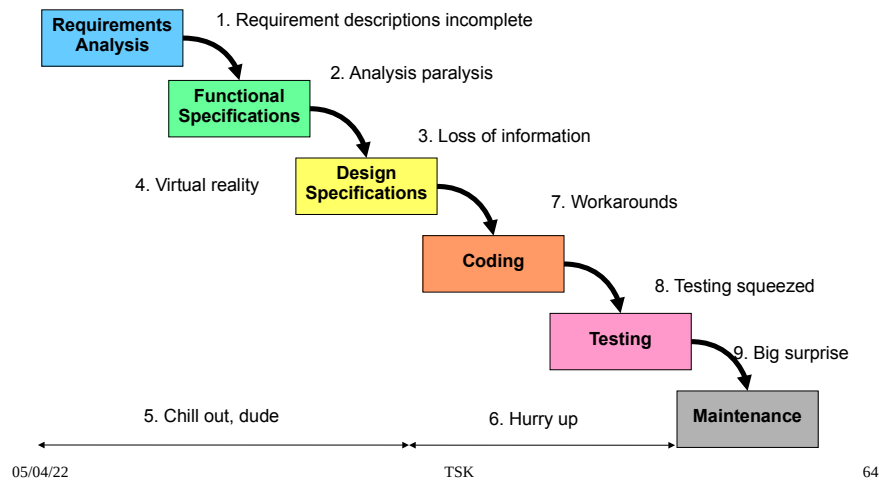 1. Requirement descriptions incomplete
Requirements
Analysis
2. Analysis paralysis
Functional
Specifications
3. Loss of information
4. Virtual reality
Design
Specifications
7. Workarounds
Coding
8. Testing squeezed
Testing
9. Big surprise
5. Chill out, dude
6. Hurry up
Maintenance
05/04/22
TSK
64